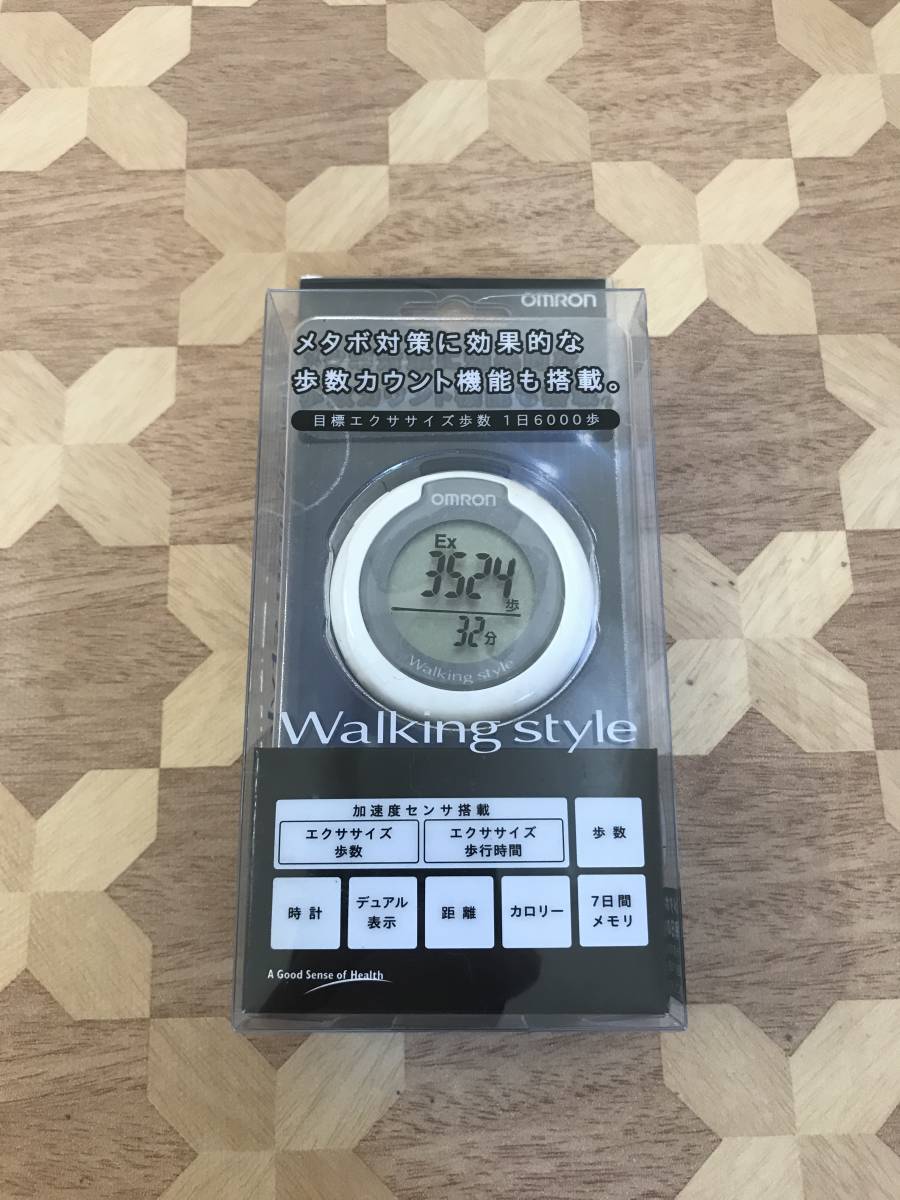 OMRON
メタボ対策に効果的な
歩数カウント機能も搭載。
目標エクササイズ歩数 1日6000歩
OMRON
Ex
3524歩
32分
Walking style
Walking style
加速度センサ搭載
エクササイズ
歩数
エクササイズ
歩行時間
歩数
時計
デュアル
表示
距離
カロリー
7日間
メモリ
A Good Sense of Health